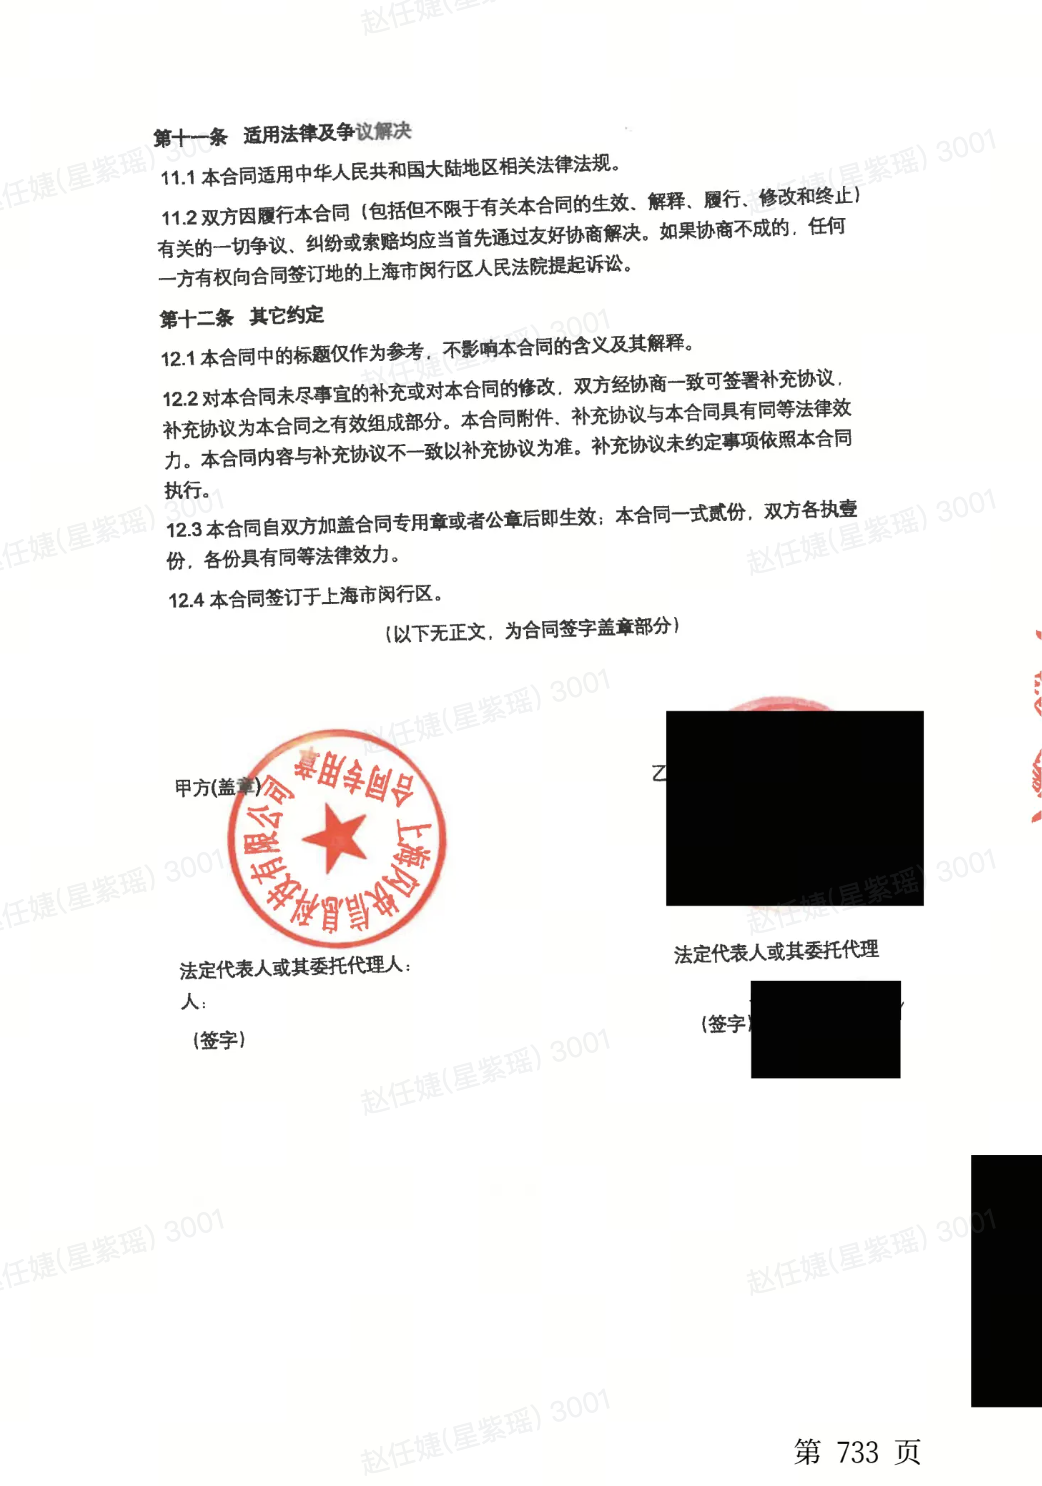 第十一条 适用法律及争议解决
11.1 本合同适用中华人民共和国大陆地区相关法律法规。
11.2 双方因履行本合同（包括但不限于有关本合同的生效、解释、履行、修改和终止）
有关的一切争议、纠纷或索赔均应当首先通过友好协商解决。如果协商不成的，任何
一方有权向合同签订地的上海市闵行区人民法院提起诉讼。
第十二条 其它约定
12.1 本合同中的标题仅作为参考，不影响本合同的含义及其解释。
12.2 对本合同未尽事宜的补充或对本合同的修改，双方经协商一致可签署补充协议，
补充协议为本合同之有效组成部分。本合同附件、补充协议与本合同具有同等法律效
力。本合同内容与补充协议不一致以补充协议为准。补充协议未约定事项依照本合同
执行。
12.3 本合同自双方加盖合同专用章或者公章后即生效；本合同一式贰份，双方各执壹
份，各份具有同等法律效力。
12.4 本合同签订于上海市闵行区。
（以下无正文，为合同签字盖章部分）
甲方(盖章)
乙
上海闪侠信息科技有限公司
合同专用章
法定代表人或其委托代理人：
人：
（签字）
法定代表人或其委托代理
（签字）
第 733 页
赵任婕(星紫瑶) 3001